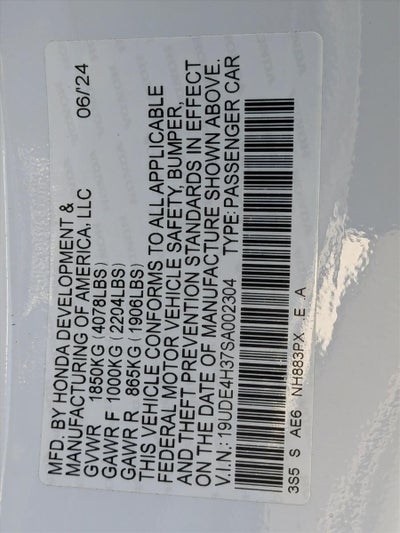 MFD. BY HONDA DEVELOPMENT & 06/'24
MANUFACTURING OF AMERICA, LLC
GVWR 1850KG (4078LBS)
GAWR F 1000KG (2204LBS)
GAWR R 865KG (1906LBS)
THIS VEHICLE CONFORMS TO ALL APPLICABLE
FEDERAL MOTOR VEHICLE SAFETY, BUMPER,
AND THEFT PREVENTION STANDARDS IN EFFECT
ON THE DATE OF MANUFACTURE SHOWN ABOVE.
V.I.N.: 19UDE4H37SA002304 TYPE:PASSENGER CAR
3S5 S AE6 NH883PX .E .A